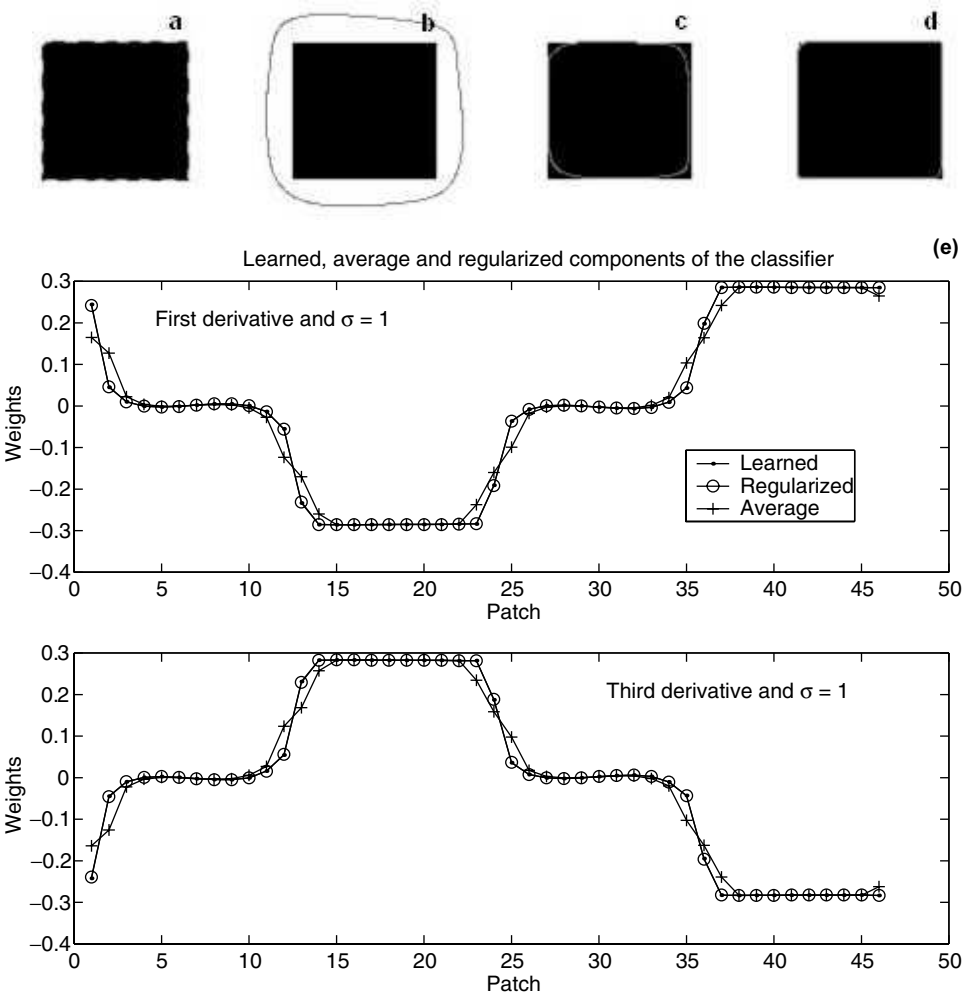 a b c d
(e)
Learned, average and regularized components of the classifier
First derivative and σ = 1
Weights
0.3
0.2
0.1
0
−0.1
−0.2
−0.3
−0.4
Learned
Regularized
Average
0 5 10 15 20 25 30 35 40 45 50
Patch
Third derivative and σ = 1
Weights
0.3
0.2
0.1
0
−0.1
−0.2
−0.3
−0.4
0 5 10 15 20 25 30 35 40 45 50
Patch